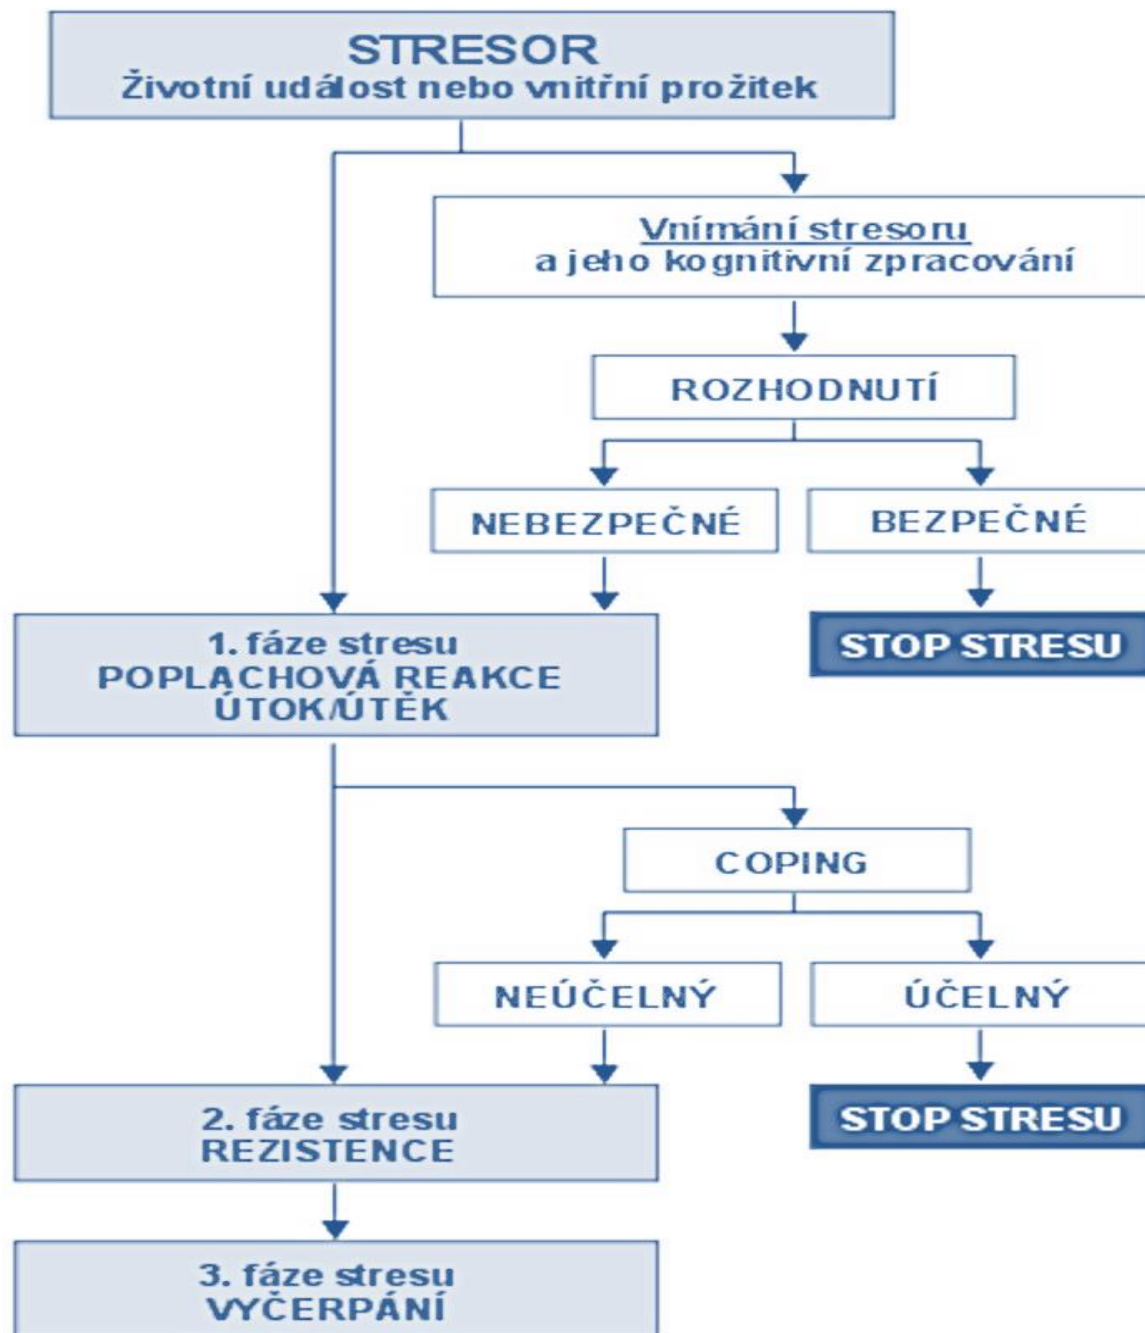 STRESOR
Životní událost nebo vnitřní prožitek
Vnímání stresoru
a jeho kognitivní zpracování
ROZHODNUTÍ
NEBEZPEČNÉ
BEZPEČNÉ
1. fáze stresu
POPLACHOVÁ REAKCE
ÚTOK/ÚTĚK
STOP STRESU
COPING
NEÚČELNÝ
ÚČELNÝ
2. fáze stresu
REZISTENCE
STOP STRESU
3. fáze stresu
VYČERPÁNÍ